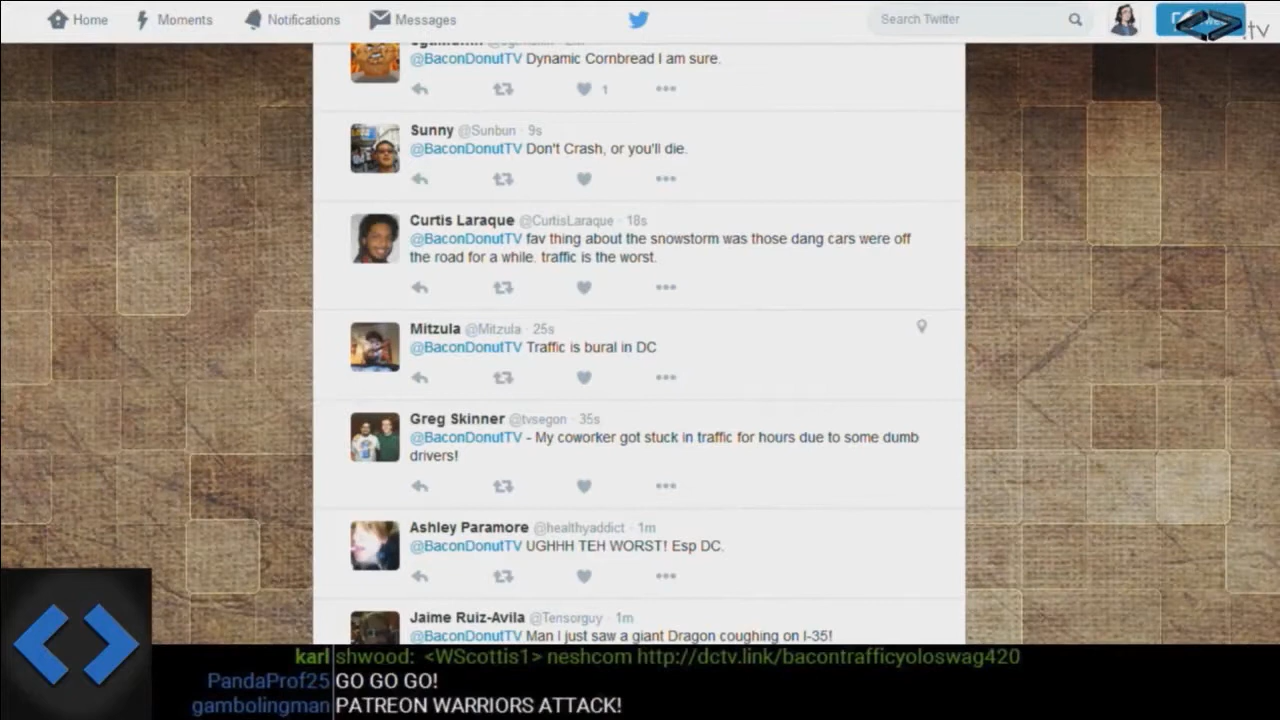 Home
Moments
Notifications
Messages
Search Twitter
.tv
@BaconDonutTV Dynamic Cornbread I am sure.
1
Sunny @Sunbun · 9s
@BaconDonutTV Don't Crash, or you'll die.
Curtis Laraque @CurtisLaraque · 18s
@BaconDonutTV fav thing about the snowstorm was those dang cars were off
the road for a while. traffic is the worst.
Mitzula @Mitzula · 25s
@BaconDonutTV Traffic is bural in DC
Greg Skinner @tvsegon · 35s
@BaconDonutTV - My coworker got stuck in traffic for hours due to some dumb
drivers!
Ashley Paramore @healthyaddict · 1m
@BaconDonutTV UGHHH TEH WORST! Esp DC.
Jaime Ruiz-Avila @Tensorguy · 1m
@BaconDonutTV Man I just saw a giant Dragon coughing on I-35!
karl shwood: <WScottis1> neshcom http://dctv.link/bacontrafficyoloswag420
PandaProf25 GO GO GO!
gambolingman PATREON WARRIORS ATTACK!